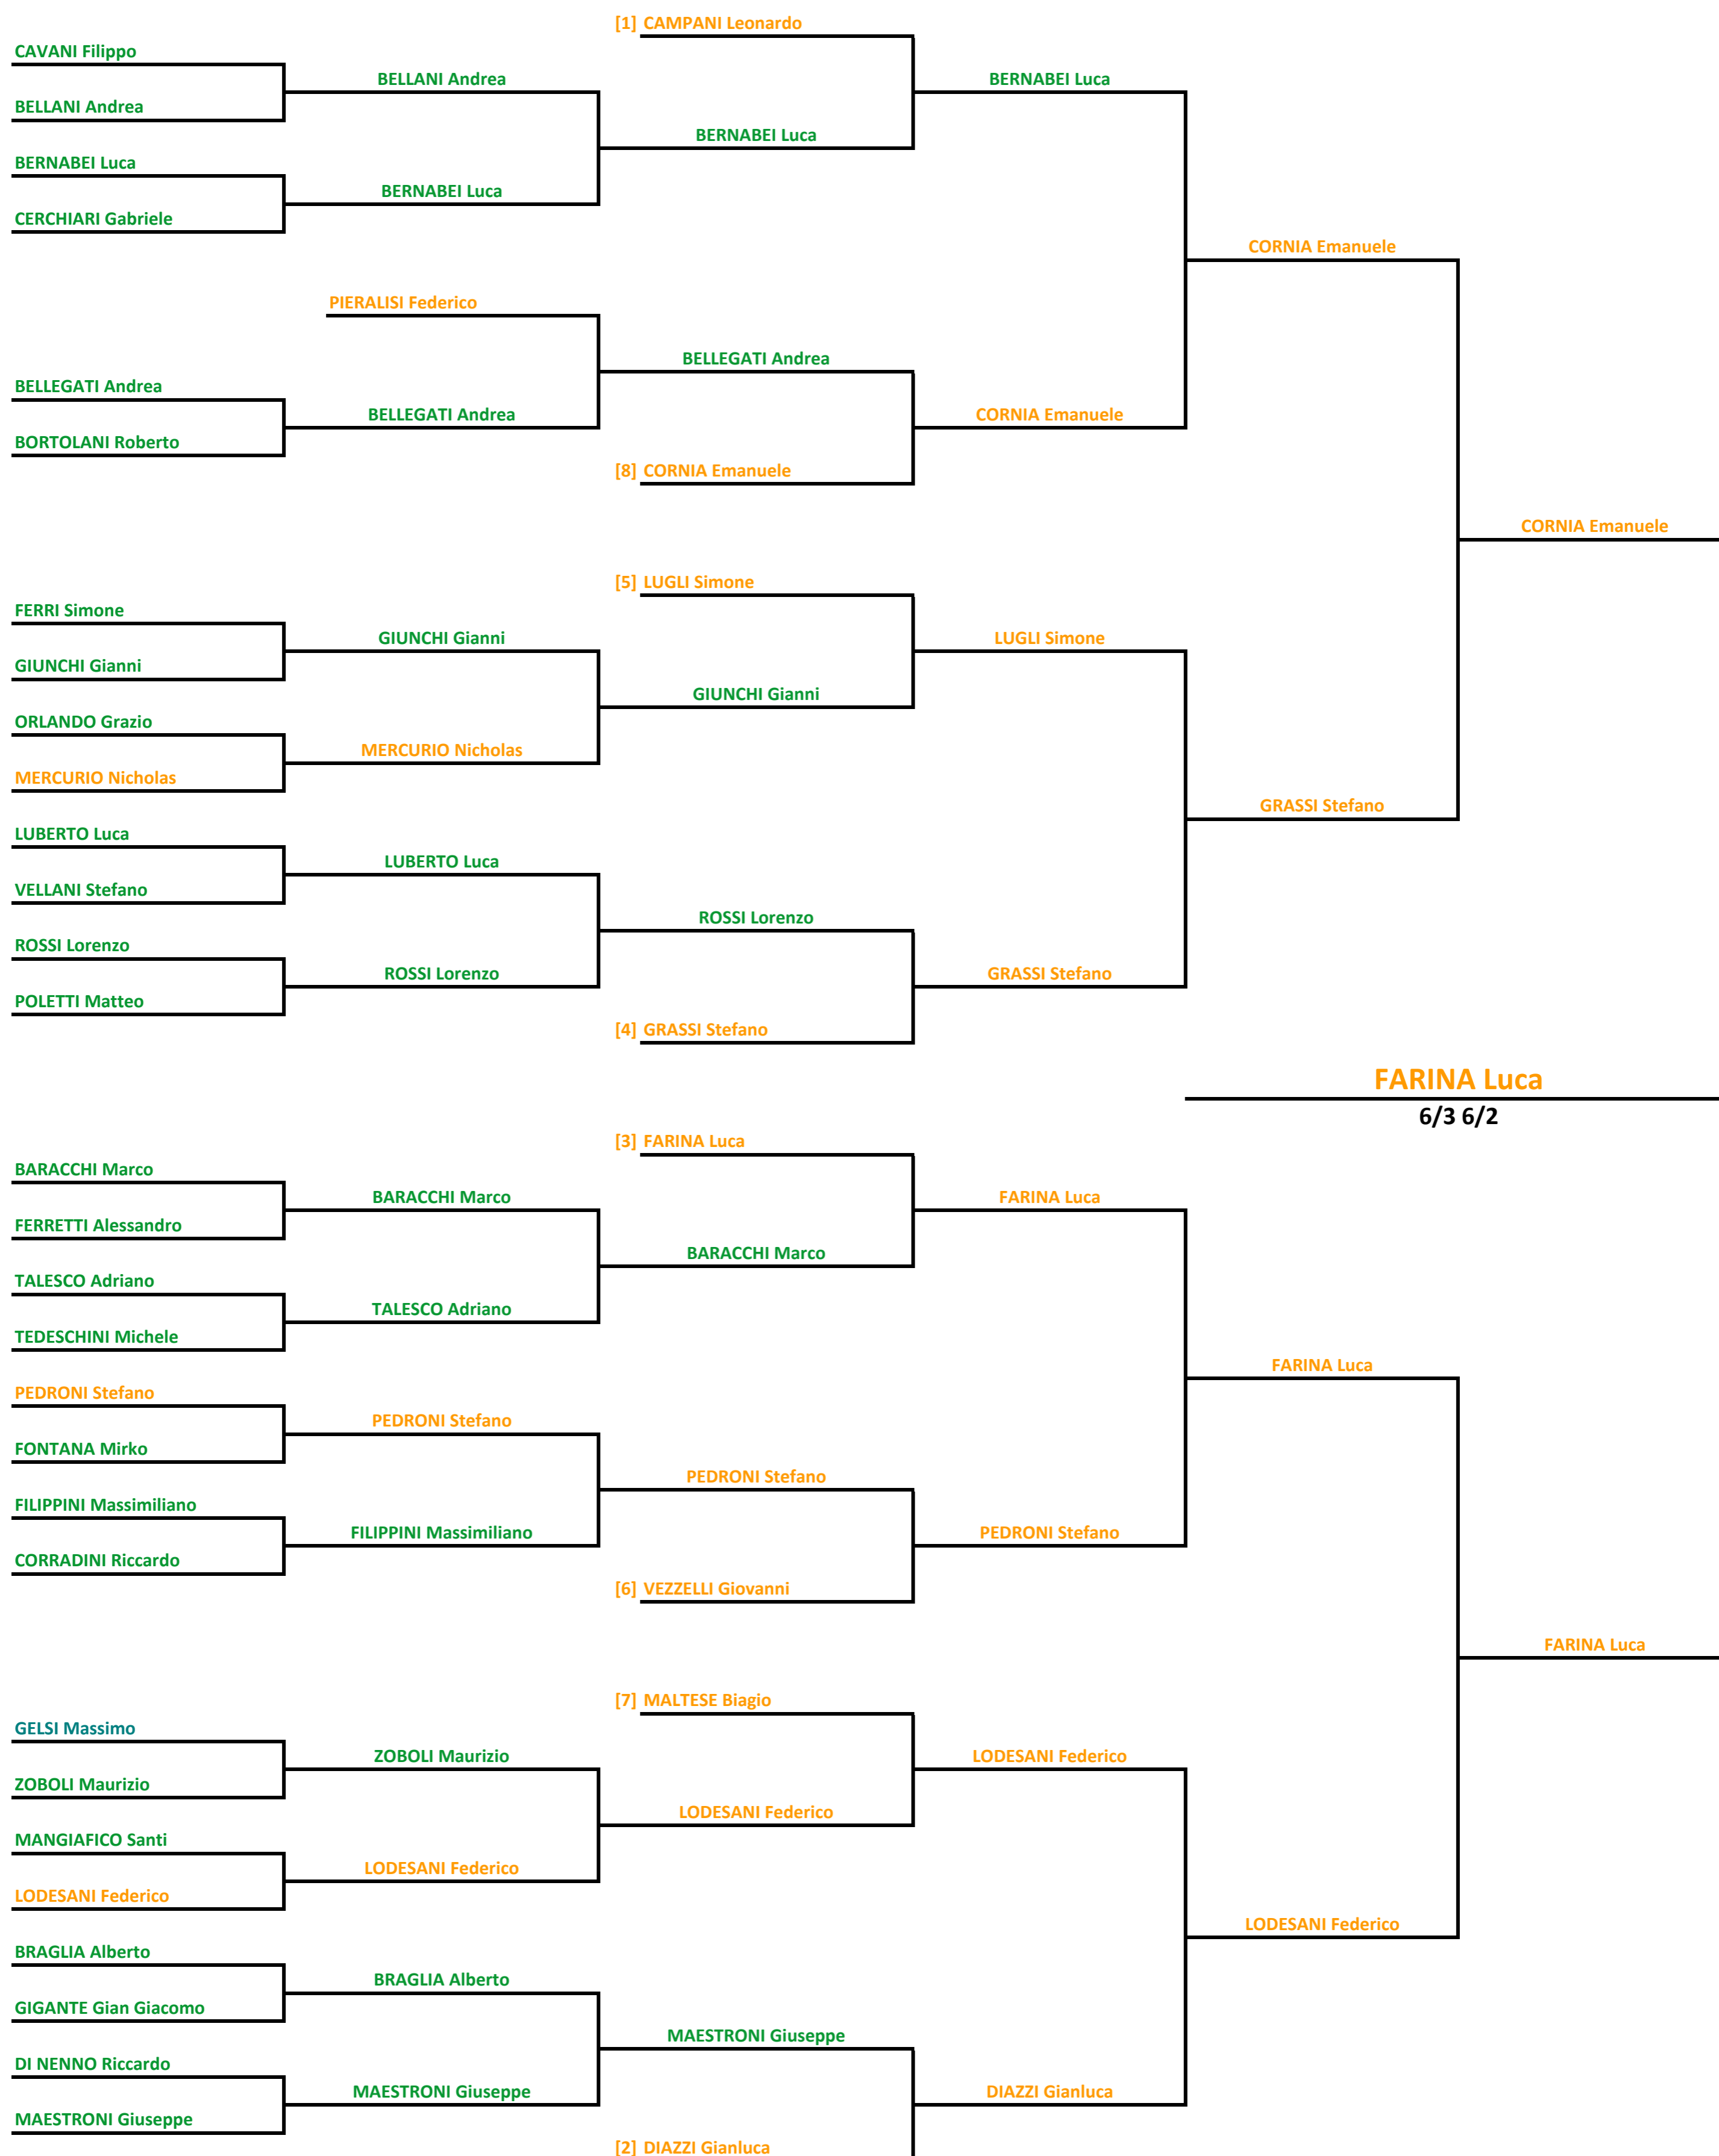 [1] CAMPANI Leonardo
CAVANI Filippo
BELLANI Andrea
BERNABEI Luca
BELLANI Andrea
BERNABEI Luca
BERNABEI Luca
BERNABEI Luca
CERCHIARI Gabriele
CORNIA Emanuele
PIERALISI Federico
BELLEGATI Andrea
BELLEGATI Andrea
BELLEGATI Andrea
CORNIA Emanuele
BORTOLANI Roberto
[8] CORNIA Emanuele
CORNIA Emanuele
[5] LUGLI Simone
FERRI Simone
GIUNCHI Gianni
LUGLI Simone
GIUNCHI Gianni
GIUNCHI Gianni
ORLANDO Grazio
MERCURIO Nicholas
MERCURIO Nicholas
GRASSI Stefano
LUBERTO Luca
LUBERTO Luca
VELLANI Stefano
ROSSI Lorenzo
ROSSI Lorenzo
ROSSI Lorenzo
GRASSI Stefano
POLETTI Matteo
[4] GRASSI Stefano
FARINA Luca
6/3 6/2
[3] FARINA Luca
BARACCHI Marco
BARACCHI Marco
FARINA Luca
FERRETTI Alessandro
BARACCHI Marco
TALESCO Adriano
TALESCO Adriano
TEDESCHINI Michele
FARINA Luca
PEDRONI Stefano
PEDRONI Stefano
FONTANA Mirko
PEDRONI Stefano
FILIPPINI Massimiliano
FILIPPINI Massimiliano
PEDRONI Stefano
CORRADINI Riccardo
[6] VEZZELLI Giovanni
FARINA Luca
[7] MALTESE Biagio
GELSI Massimo
ZOBOLI Maurizio
LODESANI Federico
ZOBOLI Maurizio
LODESANI Federico
MANGIAFICO Santi
LODESANI Federico
LODESANI Federico
LODESANI Federico
BRAGLIA Alberto
BRAGLIA Alberto
GIGANTE Gian Giacomo
MAESTRONI Giuseppe
DI NENNO Riccardo
MAESTRONI Giuseppe
DIAZZI Gianluca
MAESTRONI Giuseppe
[2] DIAZZI Gianluca